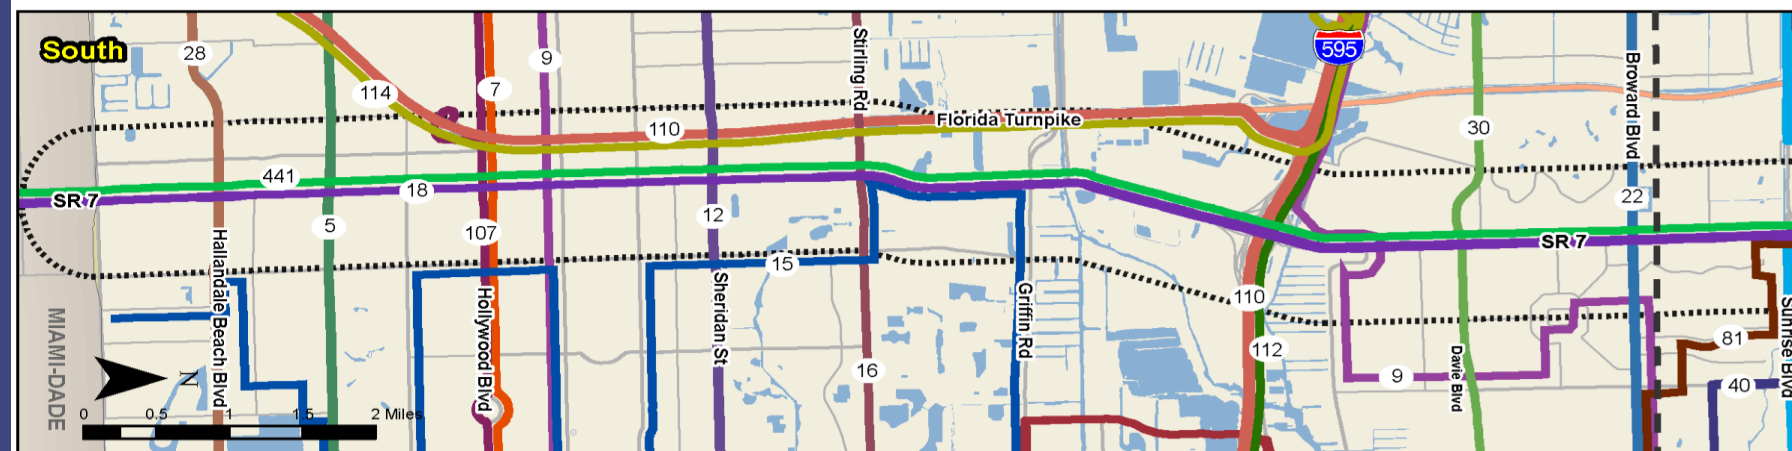 South
28
114
7
9
110
Stirling Rd
Florida Turnpike
595
30
Broward Blvd
441
18
SR 7
5
107
12
15
22
SR 7
Hallandale Beach Blvd
Hollywood Blvd
Sheridan St
Griffin Rd
110
112
16
9
Davie Blvd
81
40
Sunrise Blvd
MIAMI-DADE
N
0 0.5 1 1.5 2 Miles